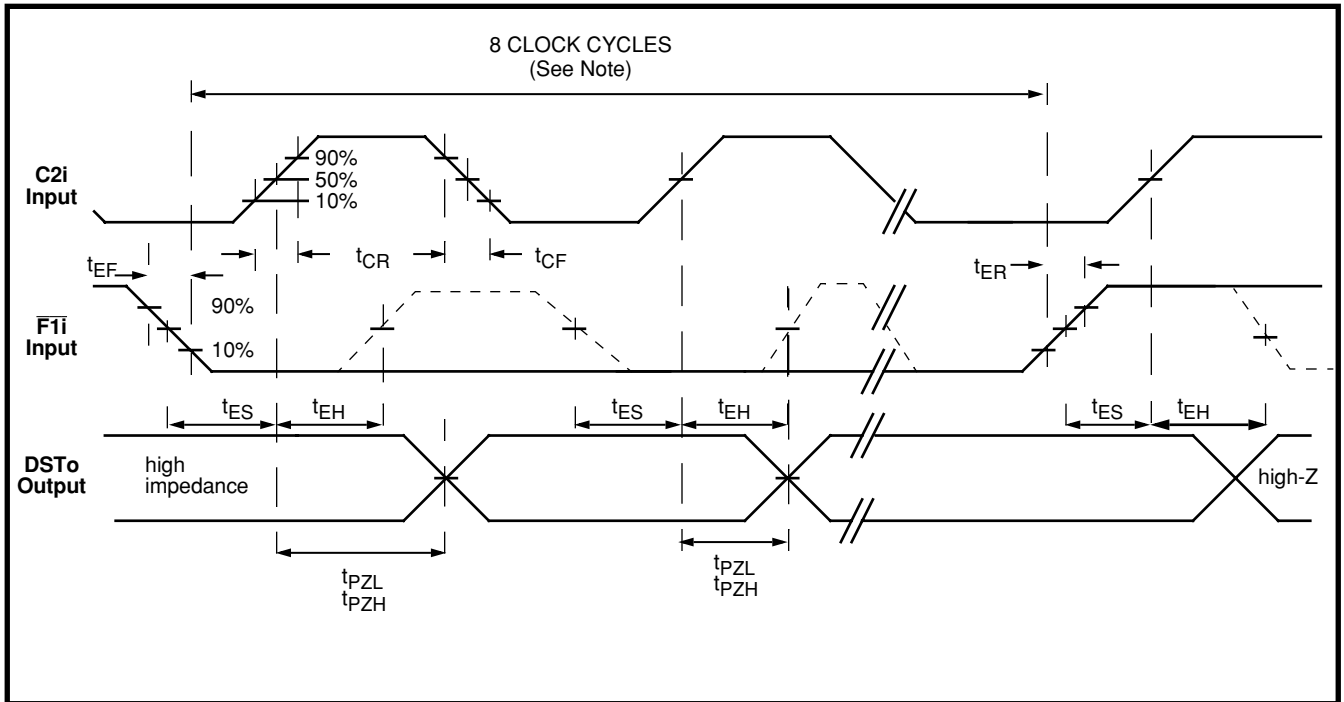 8 CLOCK CYCLES
(See Note)
C2i
Input
90%
50%
10%
tCR
tCF
tEF
tER
F1i
Input
90%
10%
tES
tEH
tES
tEH
tES
tEH
DSTo
Output
high
impedance
high-Z
tPZL
tPZH
tPZL
tPZH